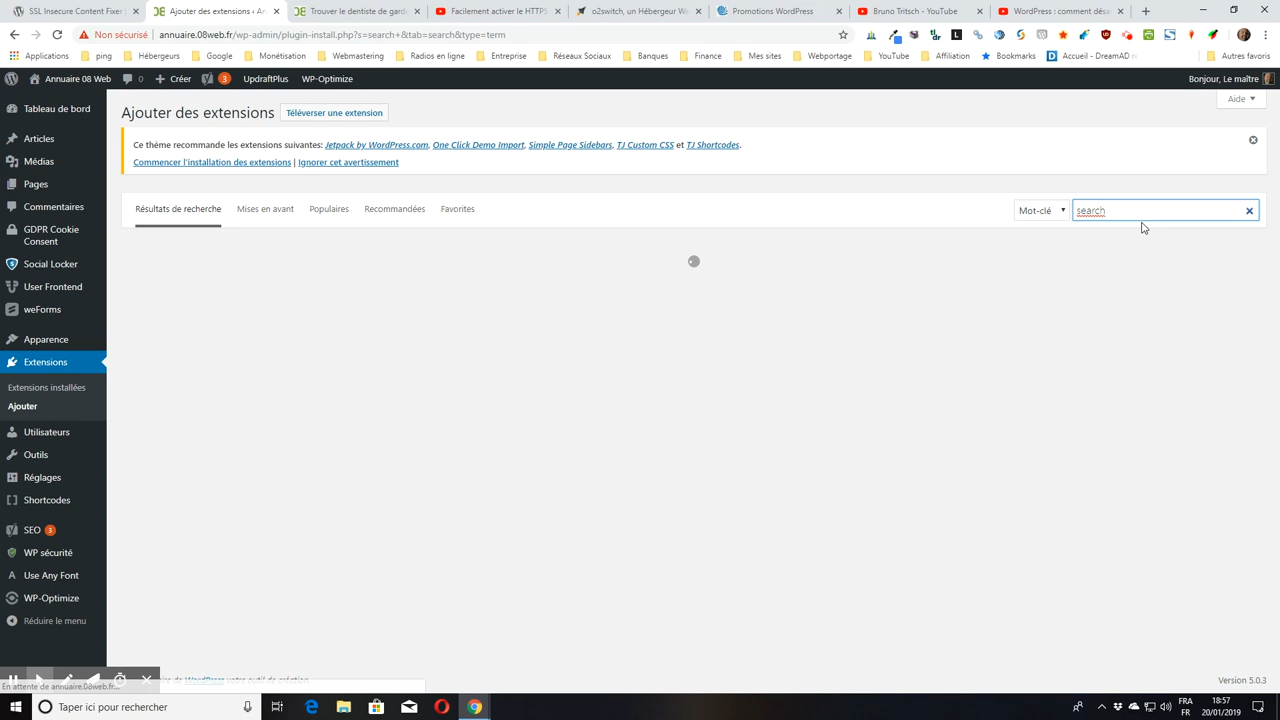 SSL Insecure Content Fixer
Ajouter des extensions ‹ An
Trouver le dentiste de garde
Facilement activer le HTTPS
o2switch, un Hébergeur We
Promotions WordPress
Bruno Tritsch - YouTube
WordPress : comment désa
Non sécurisé
annuaire.08web.fr/wp-admin/plugin-install.php?s=search+&tab=search&type=term
Applications
ping
Hébergeurs
Google
Monétisation
Webmastering
Radios en ligne
Entreprise
Réseaux Sociaux
Banques
Finance
Mes sites
Webportage
YouTube
Affiliation
Bookmarks
Accueil - DreamAD re
Autres favoris
Annuaire 08 Web
0
Créer
3
UpdraftPlus
WP-Optimize
Bonjour, Le maître
Tableau de bord
Articles
Médias
Pages
Commentaires
GDPR Cookie
Consent
Social Locker
User Frontend
weForms
Apparence
Extensions
Extensions installées
Ajouter
Utilisateurs
Outils
Réglages
Shortcodes
SEO 3
WP sécurité
Use Any Font
WP-Optimize
Réduire le menu
Ajouter des extensions
Téléverser une extension
Aide
Ce thème recommande les extensions suivantes: Jetpack by WordPress.com, One Click Demo Import, Simple Page Sidebars, TJ Custom CSS et TJ Shortcodes.
Commencer l'installation des extensions | Ignorer cet avertissement
Résultats de recherche
Mises en avant
Populaires
Recommandées
Favorites
Mot-clé
search
WordPress votre outil de création.
Version 5.0.3
En attente de annuaire.08web.fr...
Taper ici pour rechercher
FRA
FR
18:57
20/01/2019